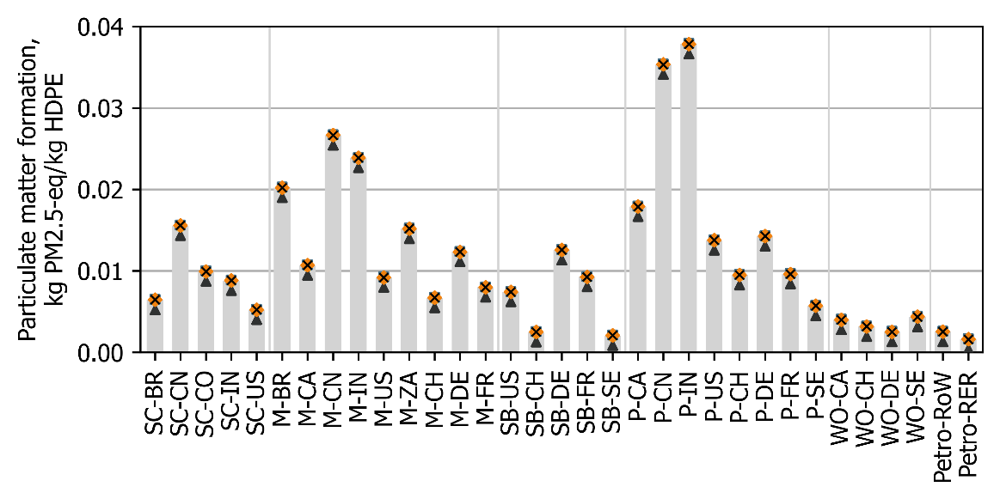 Particulate matter formation,
kg PM2.5-eq/kg HDPE
0.04
0.03
0.02
0.01
0.00
SC-BR
SC-CN
SC-CO
SC-IN
SC-US
M-BR
M-CA
M-CN
M-IN
M-US
M-ZA
M-CH
M-DE
M-FR
SB-US
SB-CH
SB-DE
SB-FR
SB-SE
P-CA
P-CN
P-IN
P-US
P-CH
P-DE
P-FR
P-SE
WO-CA
WO-CH
WO-DE
WO-SE
Petro-RoW
Petro-RER